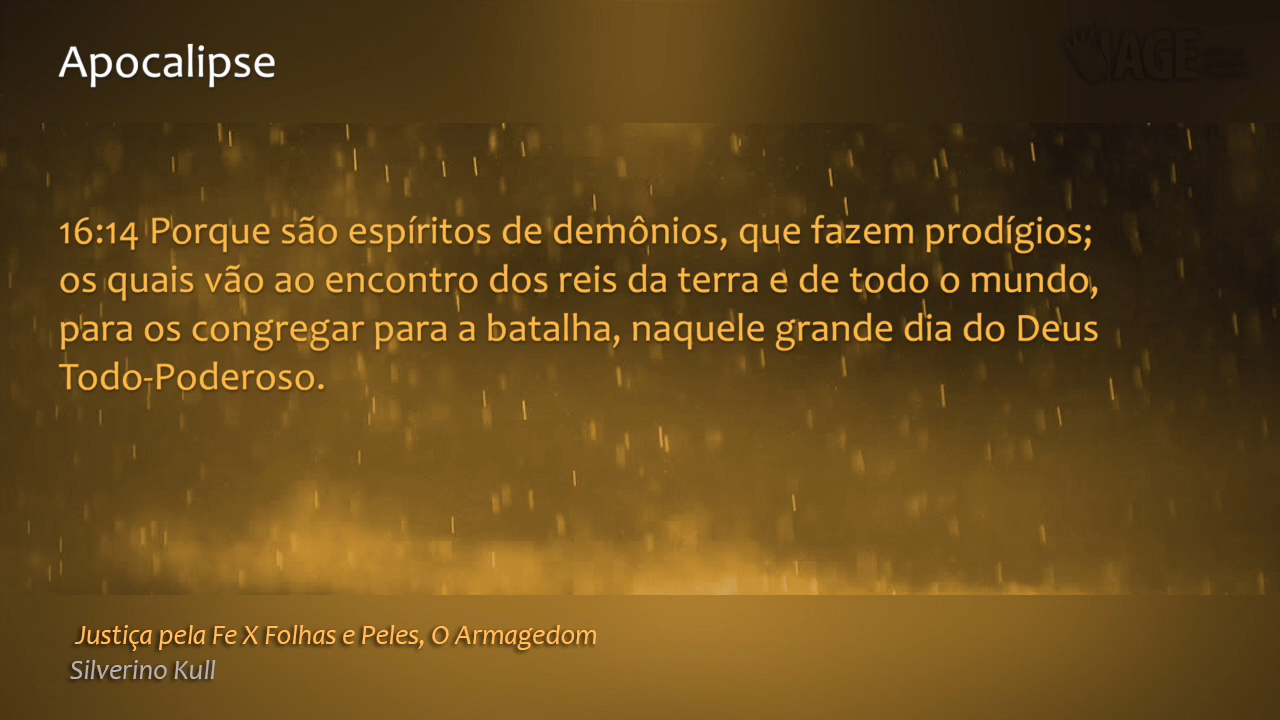 Apocalipse
IAGE
16:14 Porque são espíritos de demônios, que fazem prodígios;
os quais vão ao encontro dos reis da terra e de todo o mundo,
para os congregar para a batalha, naquele grande dia do Deus
Todo-Poderoso.
Justiça pela Fe X Folhas e Peles, O Armagedom
Silverino Kull